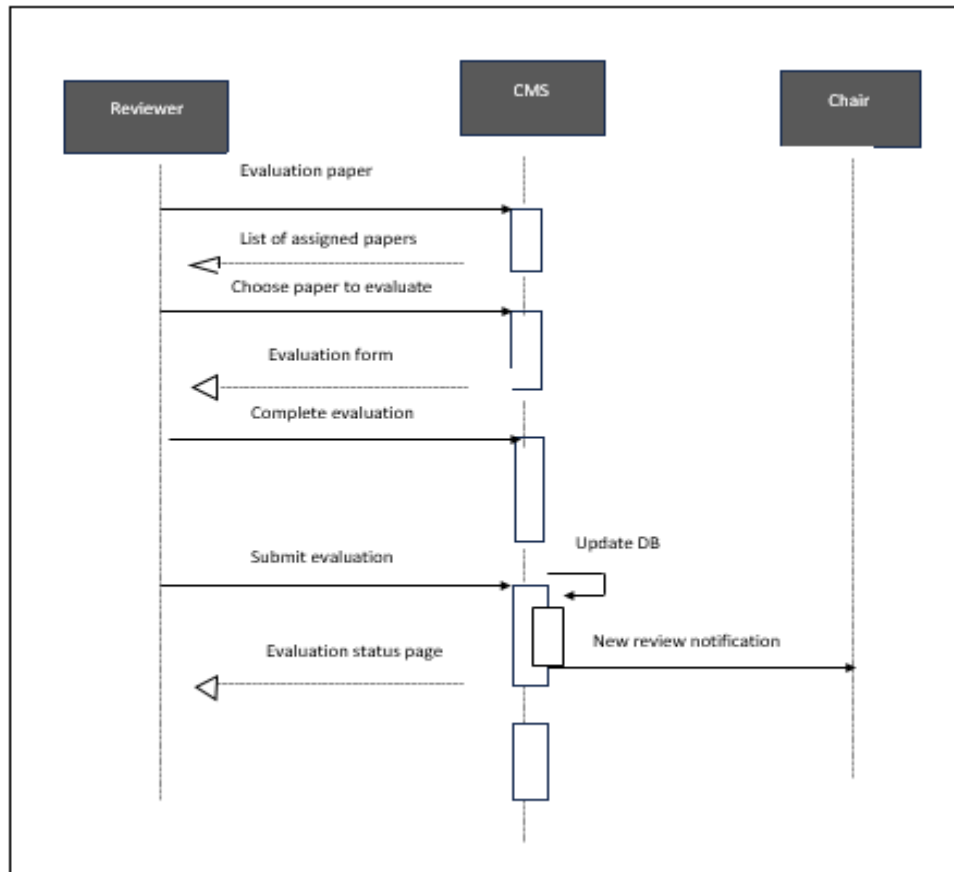 Reviewer
CMS
Chair
Evaluation paper
List of assigned papers
Choose paper to evaluate
Evaluation form
Complete evaluation
Update DB
Submit evaluation
New review notification
Evaluation status page